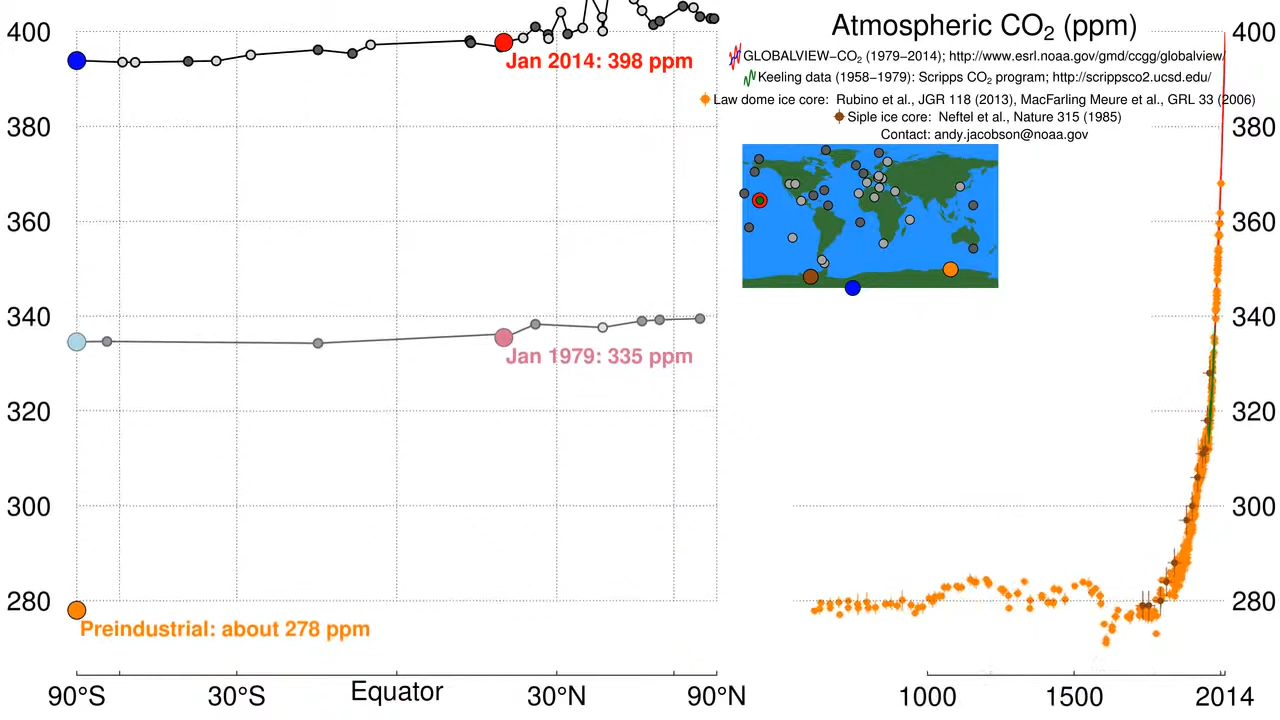 Atmospheric CO₂ (ppm)
GLOBALVIEW−CO₂ (1979−2014); http://www.esrl.noaa.gov/gmd/ccgg/globalview/
Keeling data (1958−1979): Scripps CO₂ program; http://scrippsco2.ucsd.edu/
Law dome ice core: Rubino et al., JGR 118 (2013), MacFarling Meure et al., GRL 33 (2006)
Siple ice core: Neftel et al., Nature 315 (1985)
Contact: andy.jacobson@noaa.gov
400
380
360
340
320
300
280
Jan 2014: 398 ppm
Jan 1979: 335 ppm
Preindustrial: about 278 ppm
90°S 30°S Equator 30°N 90°N
400
380
360
340
320
300
280
1000 1500 2014